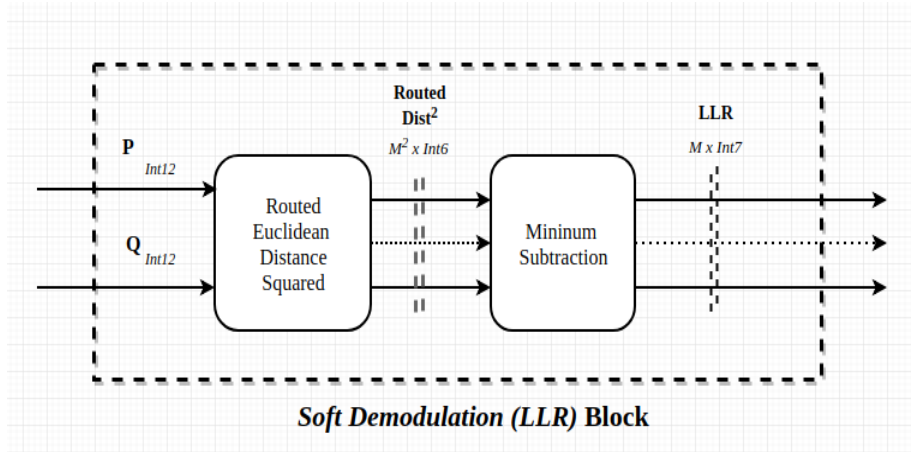 Routed
Dist²
M² x Int6
LLR
M x Int7
P
Int12
Q
Int12
Routed
Euclidean
Distance
Squared
Mininum
Subtraction
Soft Demodulation (LLR) Block